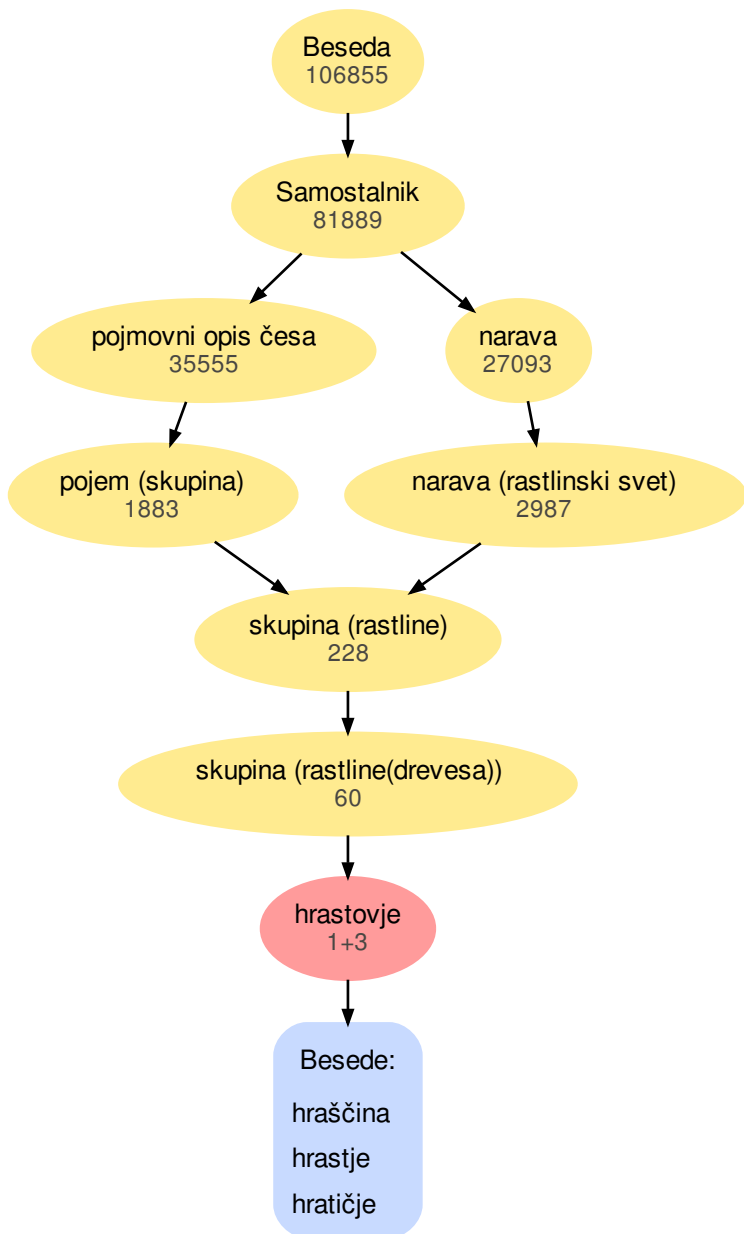 Beseda
106855
Samostalnik
81889
pojmovni opis česa
35555
narava
27093
pojem (skupina)
1883
narava (rastlinski svet)
2987
skupina (rastline)
228
skupina (rastline(drevesa))
60
hrastovje
1+3
Besede:
hraščina
hrastje
hratičje